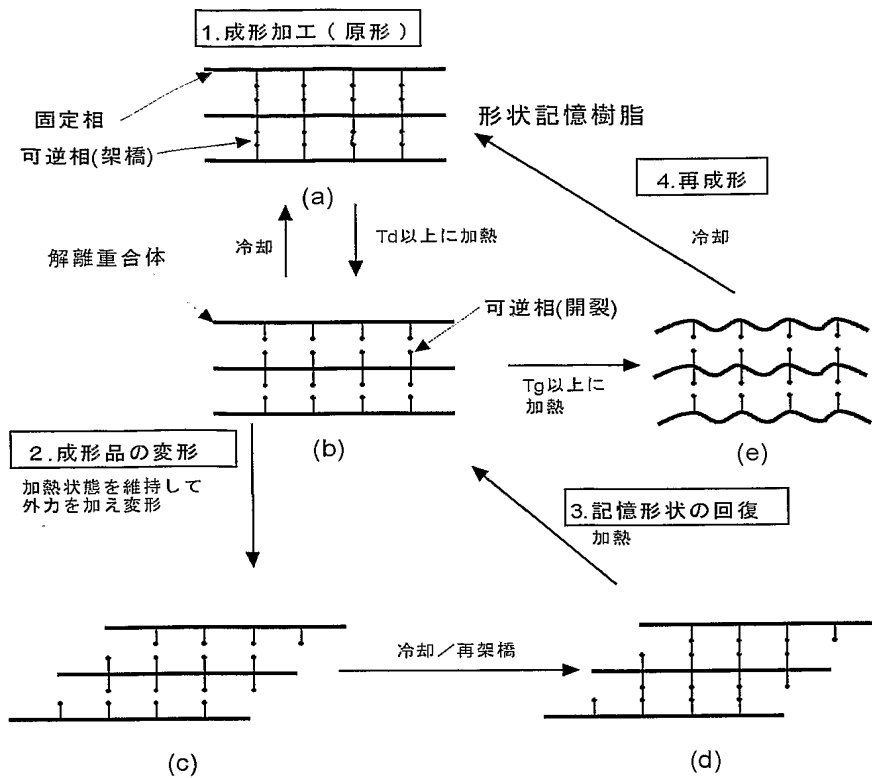 1.成形加工(原形)
固定相
可逆相(架橋)
形状記憶樹脂
(a)
4.再成形
冷却
Td以上に加熱
冷却
解離重合体
可逆相(開裂)
Tg以上に
加熱
(b)
(e)
2.成形品の変形
加熱状態を維持して
外力を加え変形
3.記憶形状の回復
加熱
冷却/再架橋
(c)
(d)